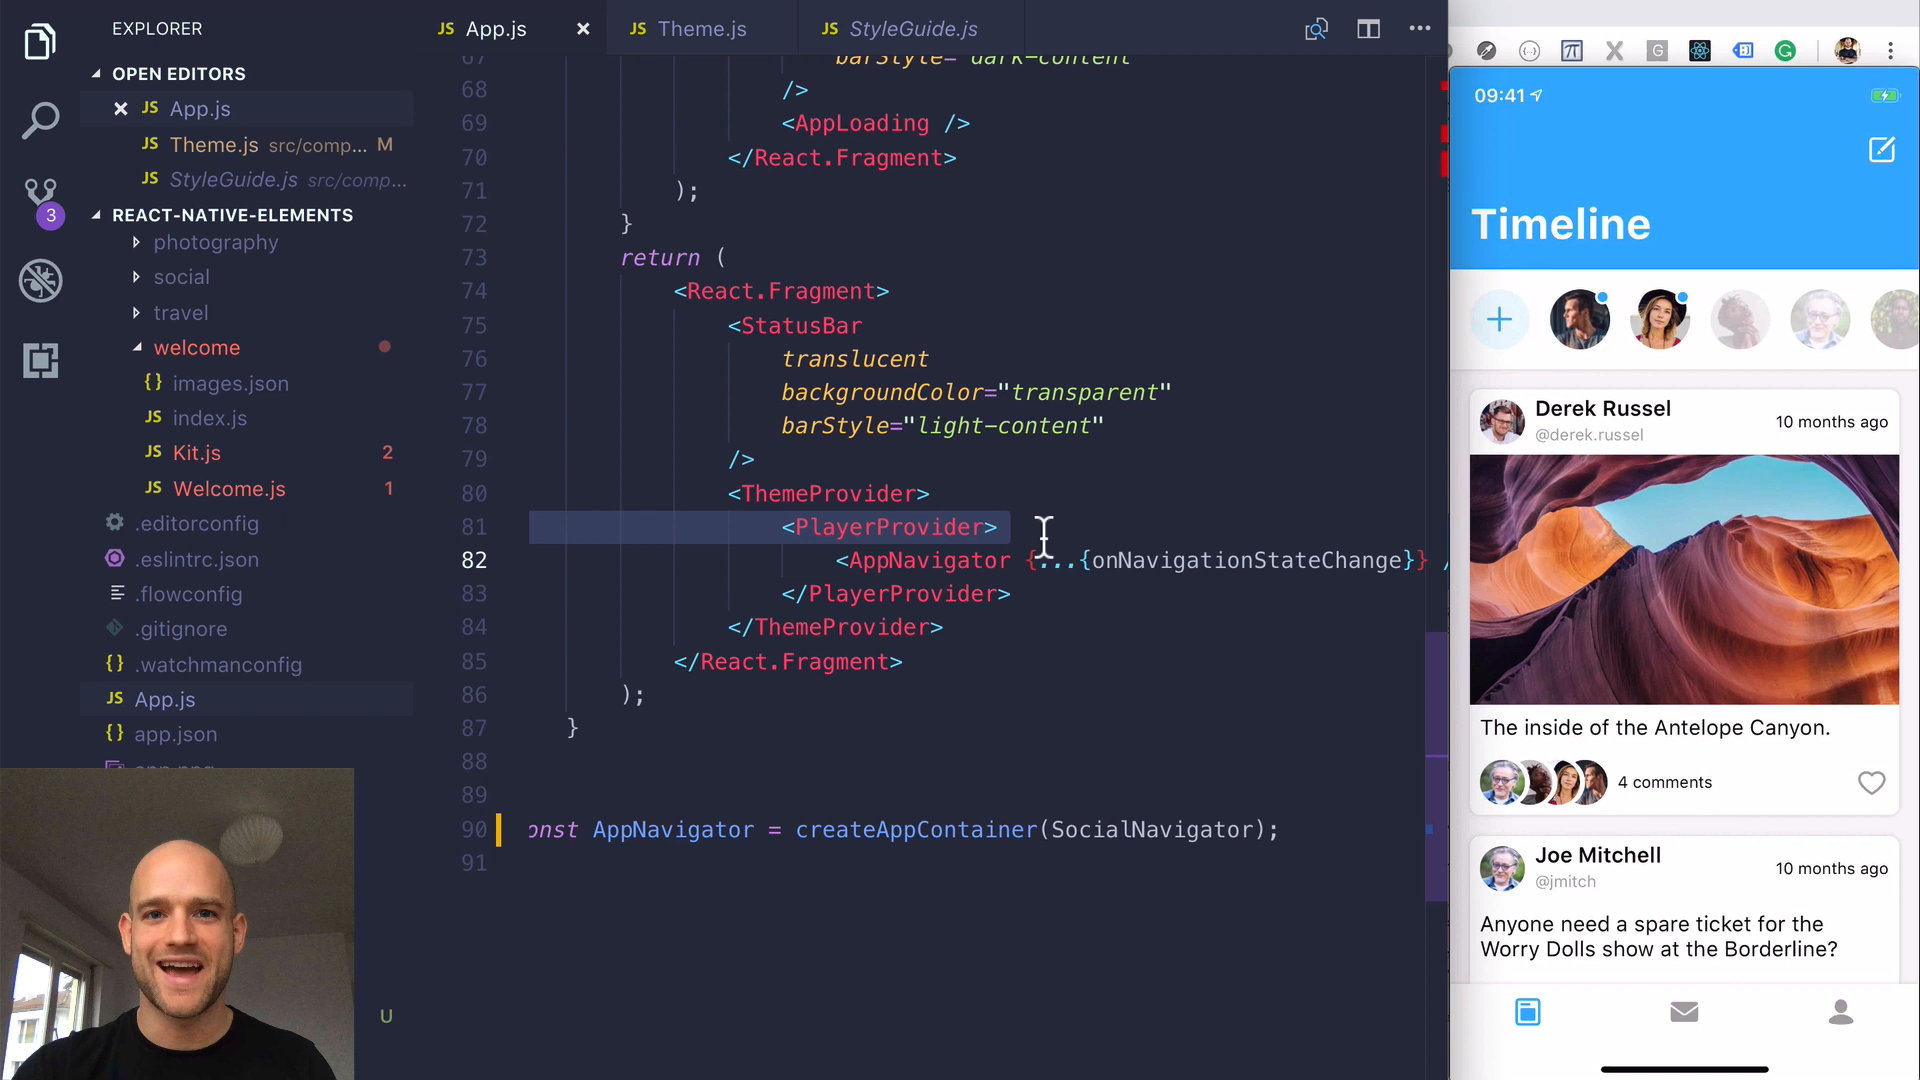 EXPLORER
OPEN EDITORS
JS App.js
JS Theme.js src/comp... M
JS StyleGuide.js src/comp...
3
REACT-NATIVE-ELEMENTS
photography
social
travel
welcome
{} images.json
JS index.js
JS Kit.js 2
JS Welcome.js 1
.editorconfig
.eslintrc.json
.flowconfig
.gitignore
{} .watchmanconfig
JS App.js
{} app.json
U
JS App.js
JS Theme.js
JS StyleGuide.js
67 barStyle="dark-content"
68 />
69 <AppLoading />
70 </React.Fragment>
71 );
72 }
73 return (
74 <React.Fragment>
75 <StatusBar
76 translucent
77 backgroundColor="transparent"
78 barStyle="light-content"
79 />
80 <ThemeProvider>
81 <PlayerProvider>
82 <AppNavigator {...{onNavigationStateChange}} /
83 </PlayerProvider>
84 </ThemeProvider>
85 </React.Fragment>
86 );
87 }
88
89
90 onst AppNavigator = createAppContainer(SocialNavigator);
91
09:41
Timeline
Derek Russel
10 months ago
@derek.russel
The inside of the Antelope Canyon.
4 comments
Joe Mitchell
10 months ago
@jmitch
Anyone need a spare ticket for the
Worry Dolls show at the Borderline?